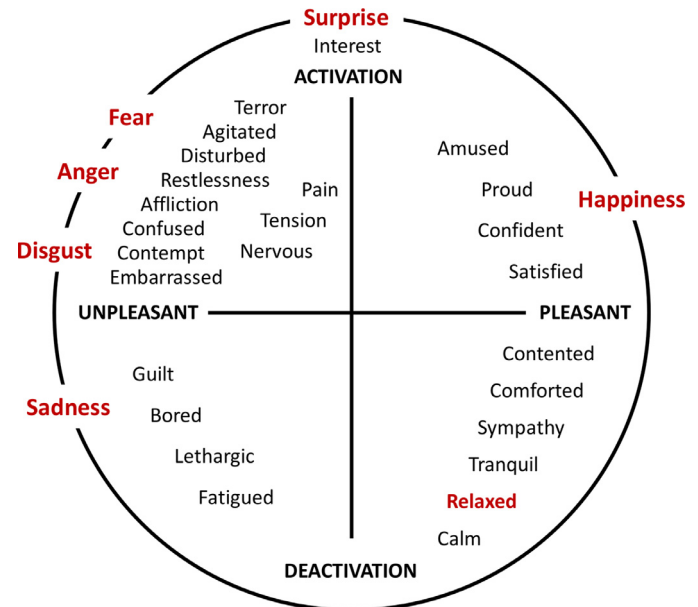 Surprise
Interest
ACTIVATION
Fear
Terror
Agitated
Disturbed
Restlessness
Pain
Affliction
Tension
Confused
Nervous
Contempt
Embarrassed
Anger
Disgust
Amused
Proud
Happiness
Confident
Satisfied
UNPLEASANT
PLEASANT
Guilt
Sadness
Bored
Lethargic
Fatigued
Contented
Comforted
Sympathy
Tranquil
Relaxed
Calm
DEACTIVATION